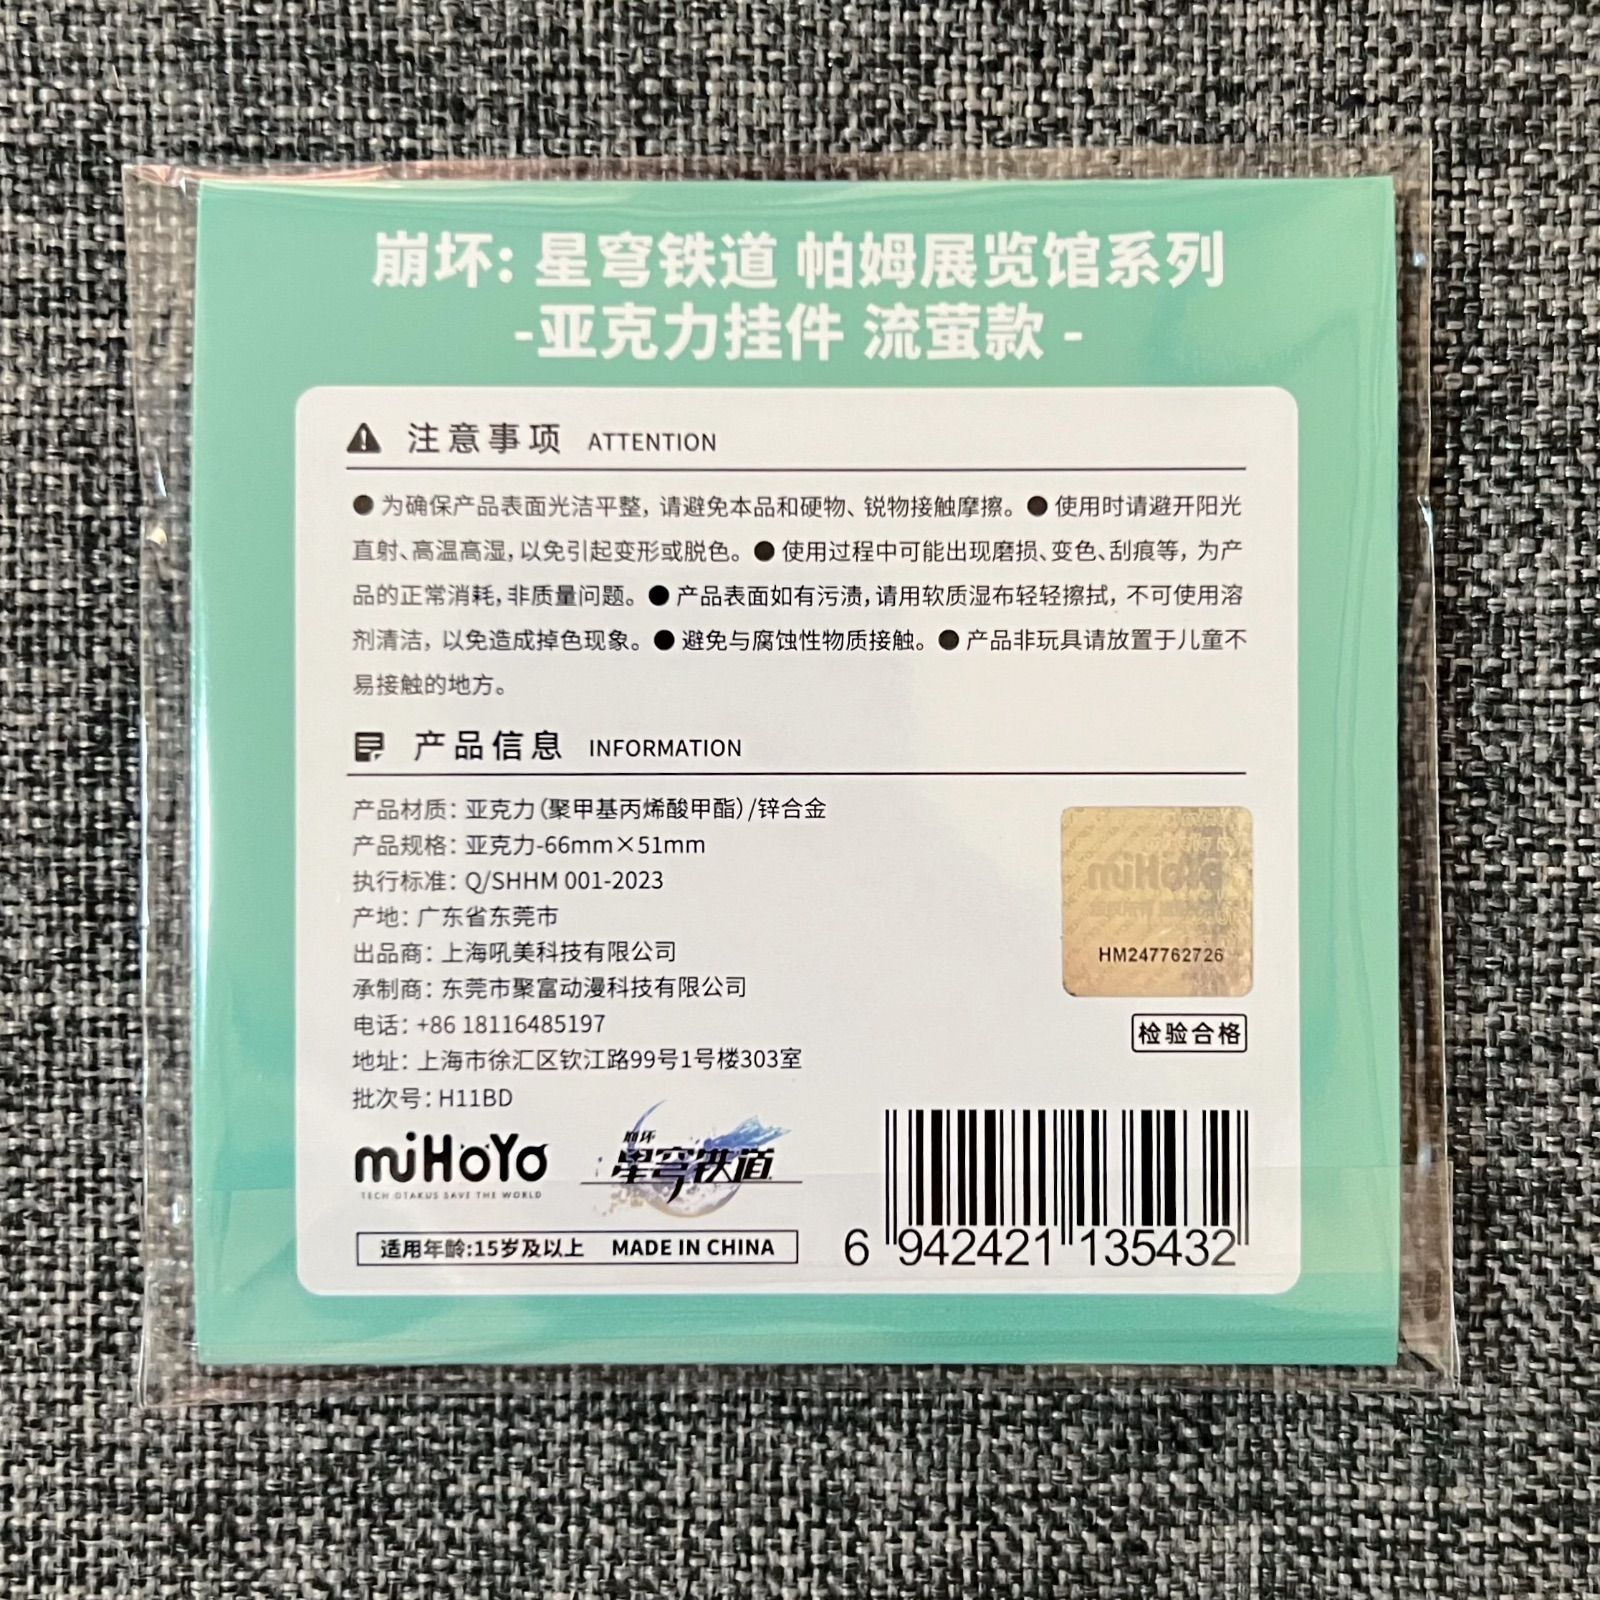 崩坏：星穹铁道 帕姆展览馆系列
-亚克力挂件 流萤款 -
注意事项 ATTENTION
●为确保产品表面光洁平整，请避免本品和硬物、锐物接触摩擦。●使用时请避开阳光
直射、高温高湿，以免引起变形或脱色。●使用过程中可能出现磨损、变色、刮痕等，为产
品的正常消耗，非质量问题。●产品表面如有污渍，请用软质湿布轻轻擦拭，不可使用溶
剂清洁，以免造成掉色现象。●避免与腐蚀性物质接触。●产品非玩具请放置于儿童不
易接触的地方。
产品信息 INFORMATION
产品材质：亚克力（聚甲基丙烯酸甲酯）/锌合金
产品规格：亚克力-66mm×51mm
执行标准：Q/SHHM 001-2023
产地：广东省东莞市
出品商：上海吼美科技有限公司
承制商：东莞市聚富动漫科技有限公司
电话：+86 18116485197
地址：上海市徐汇区钦江路99号1号楼303室
批次号：H11BD
miHoYo
HM247762726
检验合格
miHoYo
TECH OTAKUS SAVE THE WORLD
崩坏
星穹铁道
适用年龄:15岁及以上 MADE IN CHINA
6 942421 135432